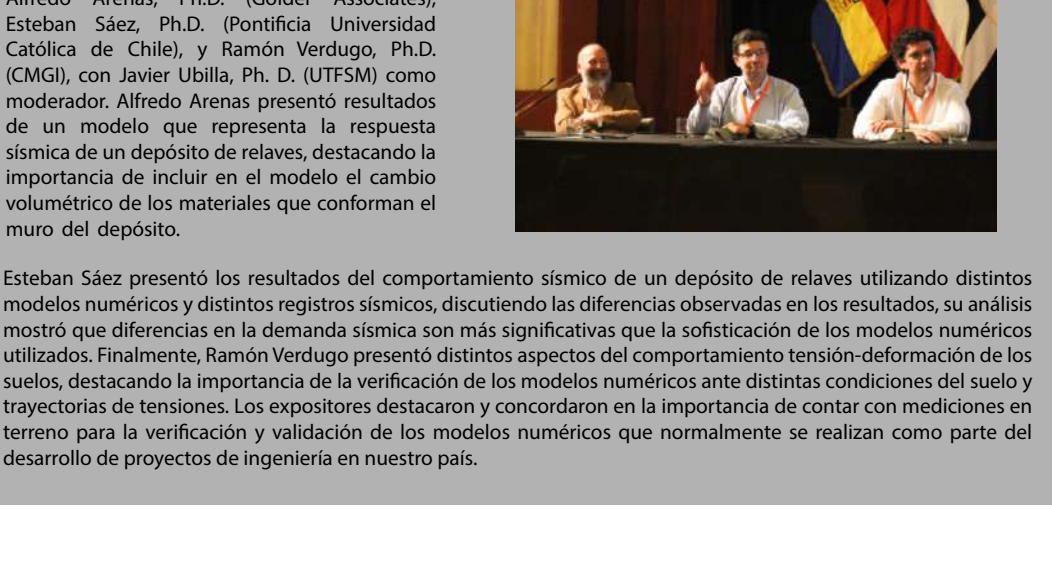 Alfredo Arenas, Ph.D. (Golder Associates),
Esteban Sáez, Ph.D. (Pontificia Universidad
Católica de Chile), y Ramón Verdugo, Ph.D.
(CMGI), con Javier Ubilla, Ph. D. (UTFSM) como
moderador. Alfredo Arenas presentó resultados
de un modelo que representa la respuesta
sísmica de un depósito de relaves, destacando la
importancia de incluir en el modelo el cambio
volumétrico de los materiales que conforman el
muro del depósito.
Esteban Sáez presentó los resultados del comportamiento sísmico de un depósito de relaves utilizando distintos
modelos numéricos y distintos registros sísmicos, discutiendo las diferencias observadas en los resultados, su análisis
mostró que diferencias en la demanda sísmica son más significativas que la sofisticación de los modelos numéricos
utilizados. Finalmente, Ramón Verdugo presentó distintos aspectos del comportamiento tensión-deformación de los
suelos, destacando la importancia de la verificación de los modelos numéricos ante distintas condiciones del suelo y
trayectorias de tensiones. Los expositores destacaron y concordaron en la importancia de contar con mediciones en
terreno para la verificación y validación de los modelos numéricos que normalmente se realizan como parte del
desarrollo de proyectos de ingeniería en nuestro país.